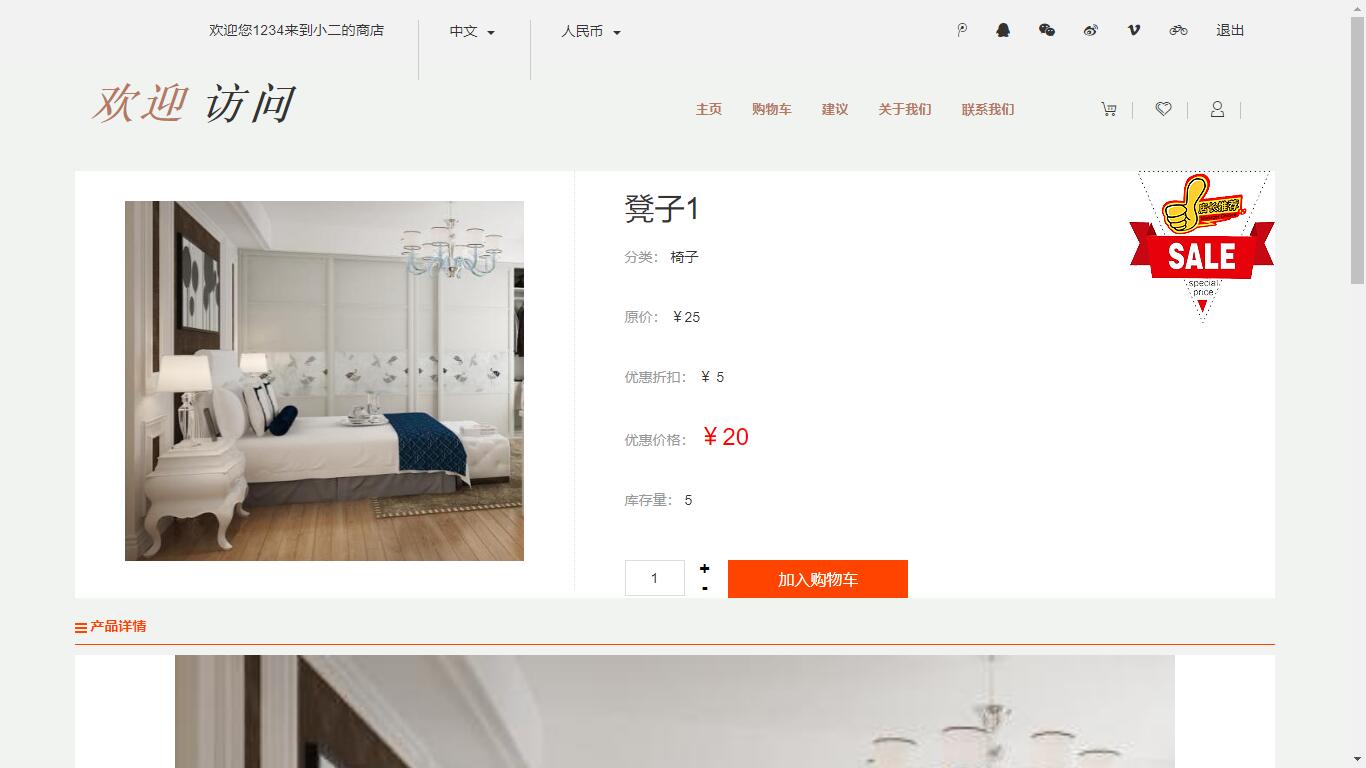 欢迎您1234来到小二的商店 中文 人民币 退出
欢迎 访问
主页 购物车 建议 关于我们 联系我们
凳子1
店长推荐
SALE
special
price
分类： 椅子
原价： ￥25
优惠折扣： ￥ 5
优惠价格： ￥20
库存量： 5
1 + - 加入购物车
产品详情